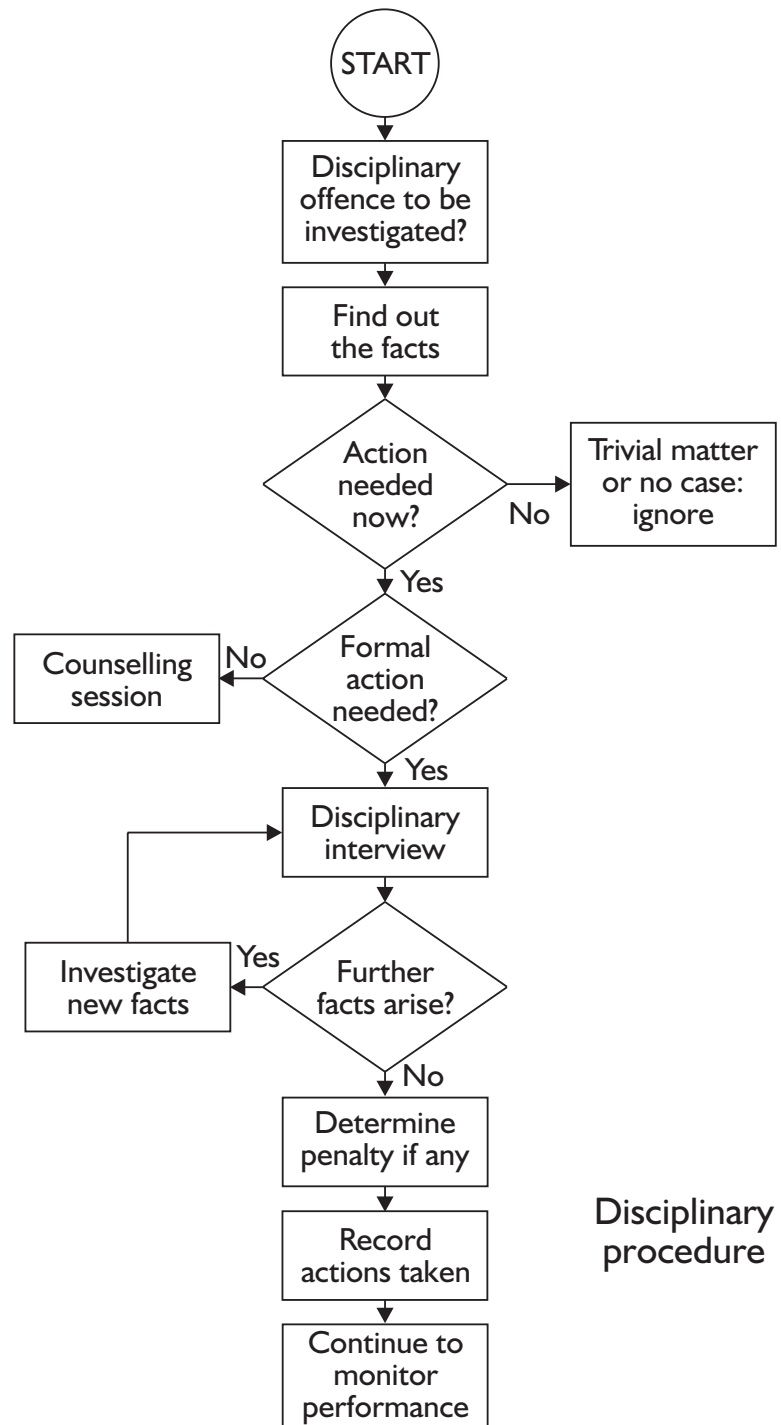 START
Disciplinary
offence to be
investigated?
Find out
the facts
Action
needed
now?
No
Trivial matter
or no case:
ignore
Yes
Formal
action
needed?
No
Counselling
session
Yes
Disciplinary
interview
Further
facts arise?
Yes
Investigate
new facts
No
Determine
penalty if any
Record
actions taken
Continue to
monitor
performance
Disciplinary
procedure